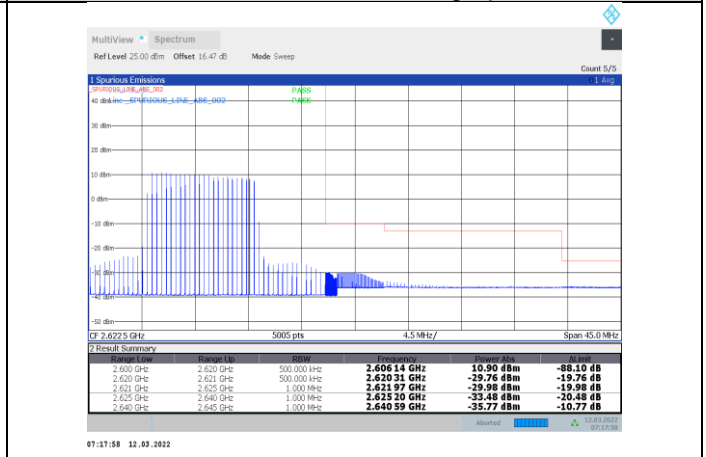 MultiView Spectrum
Ref Level 25.00 dBm Offset 16.47 dB Mode Sweep
Count 5/5
1 Spurious Emissions 1 Avg
_SPURIOUS_LINE_ABS_002 PASS
40 dBm Line _SPURIOUS_LINE_ABS_002 PASS
30 dBm
20 dBm
10 dBm
0 dBm
-10 dBm
-20 dBm
-30 dBm
-40 dBm
-50 dBm
CF 2.6225 GHz 5005 pts 4.5 MHz/ Span 45.0 MHz
2 Result Summary
Range Low Range Up RBW Frequency Power Abs ΔLimit
2.600 GHz 2.620 GHz 500.000 kHz 2.606 14 GHz 10.90 dBm -88.10 dB
2.620 GHz 2.621 GHz 500.000 kHz 2.620 31 GHz -29.76 dBm -19.76 dB
2.621 GHz 2.625 GHz 1.000 MHz 2.621 97 GHz -29.98 dBm -19.98 dB
2.625 GHz 2.640 GHz 1.000 MHz 2.625 20 GHz -33.48 dBm -20.48 dB
2.640 GHz 2.645 GHz 1.000 MHz 2.640 59 GHz -35.77 dBm -10.77 dB
Aborted 12.03.2022
07:17:58
07:17:58 12.03.2022